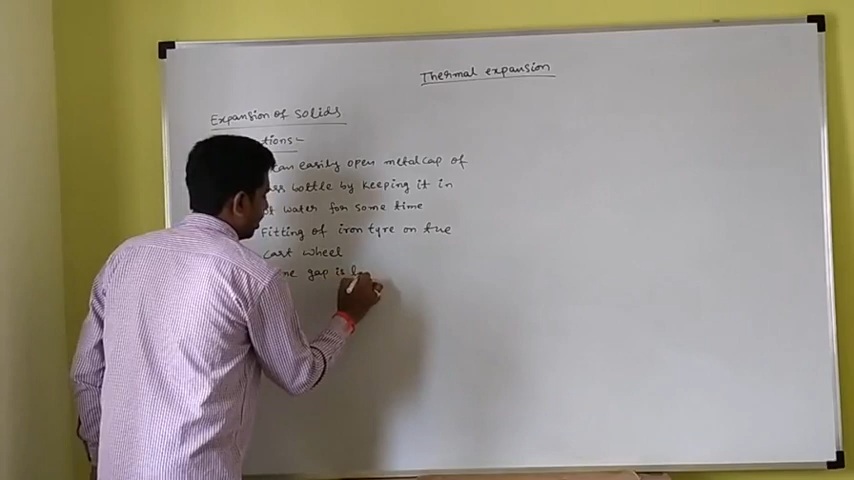 Thermal expansion
Expansion of solids
can easily open metal cap of
bottle by keeping it in
water for some time
Fitting of iron tyre on the
cart wheel
gap is